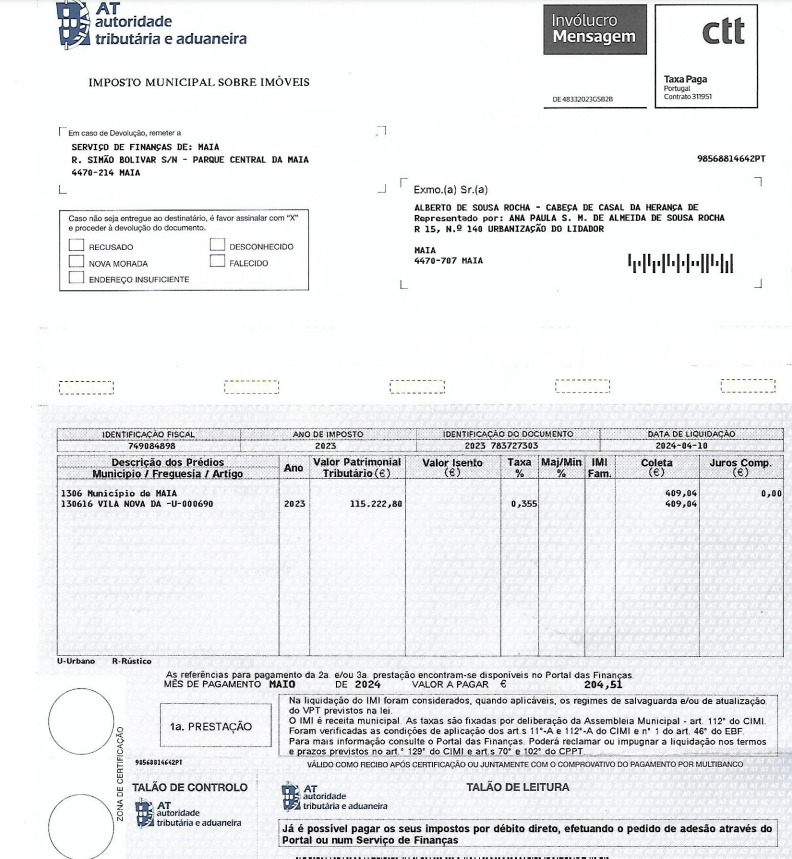 AT
autoridade
tributária e aduaneira
Invólucro
Mensagem
ctt
DE48332023GSB2B
Taxa Paga
Portugal
Contrato 311951
IMPOSTO MUNICIPAL SOBRE IMÓVEIS
Em caso de Devolução, remeter a
SERVIÇO DE FINANÇAS DE: MAIA
R. SIMÃO BOLIVAR S/N - PARQUE CENTRAL DA MAIA
4470-214 MAIA
98568814642PT
Exmo.(a) Sr.(a)
ALBERTO DE SOUSA ROCHA - CABEÇA DE CASAL DA HERANÇA DE
Representado por: ANA PAULA S. M. DE ALMEIDA DE SOUSA ROCHA
R 15, N.º 140 URBANIZAÇÃO DO LIDADOR
MAIA
4470-707 MAIA
Caso não seja entregue ao destinatário, é favor assinalar com "X"
e proceder à devolução do documento.
RECUSADO DESCONHECIDO
NOVA MORADA FALECIDO
ENDEREÇO INSUFICIENTE
IDENTIFICAÇÃO FISCAL ANO DE IMPOSTO IDENTIFICAÇÃO DO DOCUMENTO DATA DE LIQUIDAÇÃO
749084898 2023 2023 783727303 2024-04-10
Descrição dos Prédios
Município / Freguesia / Artigo
Ano
Valor Patrimonial
Tributário (€)
Valor Isento
(€)
Taxa
%
Maj/Min
%
IMI
Fam.
Coleta
(€)
Juros Comp.
(€)
1306 Município de MAIA 409,04 0,00
130616 VILA NOVA DA -U-000690 2023 115.222,80 0,355 409,04
U-Urbano R-Rústico
As referências para pagamento da 2a. e/ou 3a. prestação encontram-se disponíveis no Portal das Finanças.
MÊS DE PAGAMENTO MAIO DE 2024 VALOR A PAGAR € 204,51
1a. PRESTAÇÃO
Na liquidação do IMI foram considerados, quando aplicáveis, os regimes de salvaguarda e/ou de atualização
do VPT previstos na lei.
O IMI é receita municipal. As taxas são fixadas por deliberação da Assembleia Municipal - art. 112° do CIMI.
Foram verificadas as condições de aplicação dos art.s 11°-A e 112°-A do CIMI e n° 1 do art. 46° do EBF.
Para mais informação consulte o Portal das Finanças. Poderá reclamar ou impugnar a liquidação nos termos
e prazos previstos no art.° 129° do CIMI e art.s 70° e 102° do CPPT.
ZONA DE CERTIFICAÇÃO
98568814642PT
VÁLIDO COMO RECIBO APÓS CERTIFICAÇÃO OU JUNTAMENTE COM O COMPROVATIVO DO PAGAMENTO POR MULTIBANCO
TALÃO DE CONTROLO
AT
autoridade
tributária e aduaneira
TALÃO DE LEITURA
AT
autoridade
tributária e aduaneira
Já é possível pagar os seus impostos por débito direto, efetuando o pedido de adesão através do
Portal ou num Serviço de Finanças